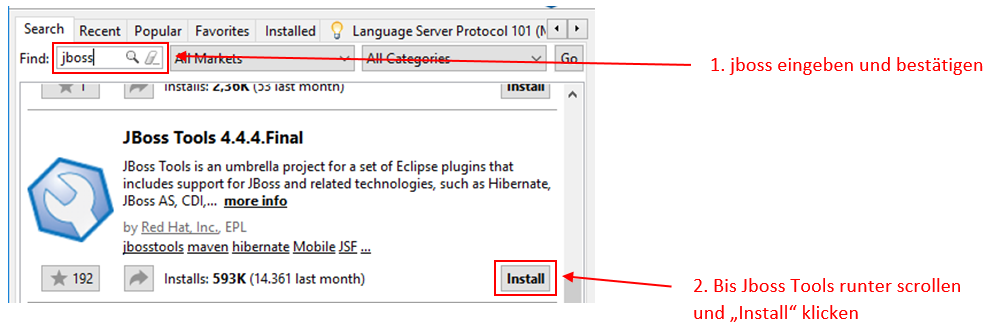 Search Recent Popular Favorites Installed Language Server Protocol 101 (N
Find: jboss All Markets All Categories Go
1. jboss eingeben und bestätigen
1 Installs: 2,36K (53 last month) Install
JBoss Tools 4.4.4.Final
JBoss Tools is an umbrella project for a set of Eclipse plugins that
includes support for JBoss and related technologies, such as Hibernate,
JBoss AS, CDI,... more info
by Red Hat, Inc., EPL
jbosstools maven hibernate Mobile JSF ...
192 Installs: 593K (14.361 last month) Install
2. Bis Jboss Tools runter scrollen
und „Install“ klicken